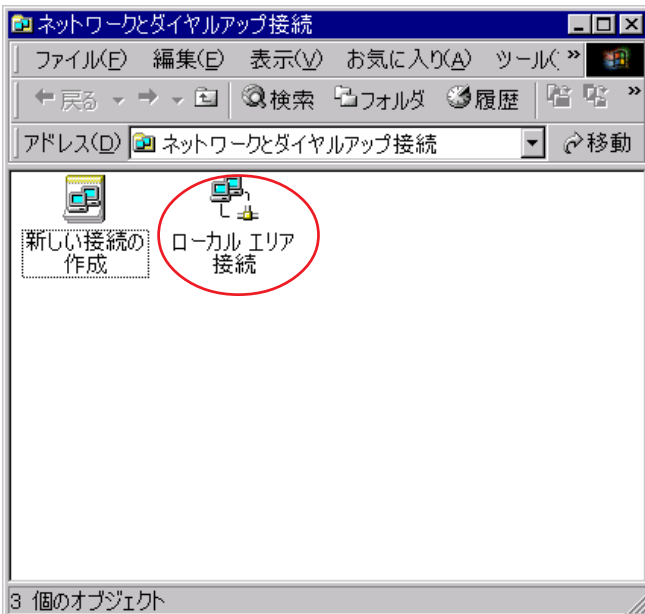 ネットワークとダイヤルアップ接続
ファイル(F) 編集(E) 表示(V) お気に入り(A) ツール( »
戻る 検索 フォルダ 履歴 »
アドレス(D) ネットワークとダイヤルアップ接続 移動
新しい接続の
作成
ローカル エリア
接続
3 個のオブジェクト